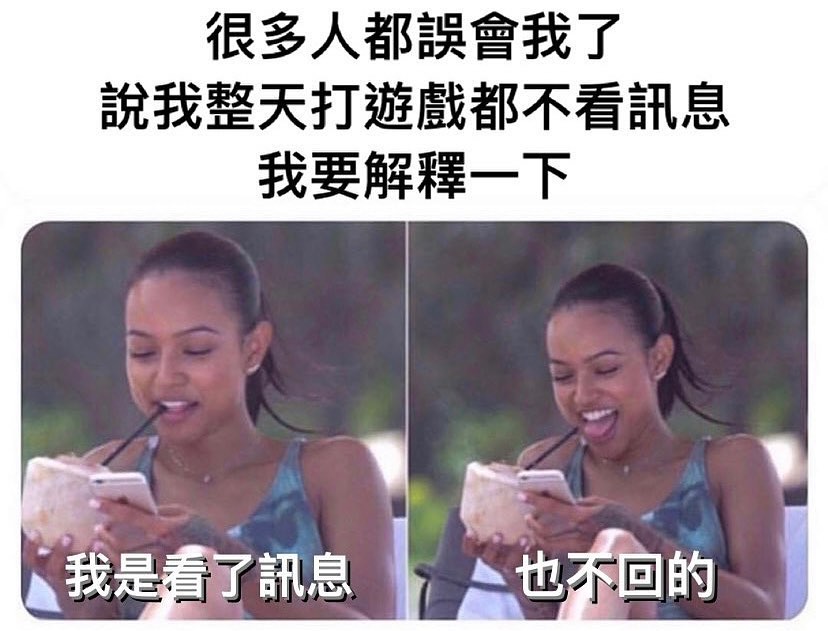 很多人都誤會我了
說我整天打遊戲都不看訊息
我要解釋一下
我是看了訊息
也不回的